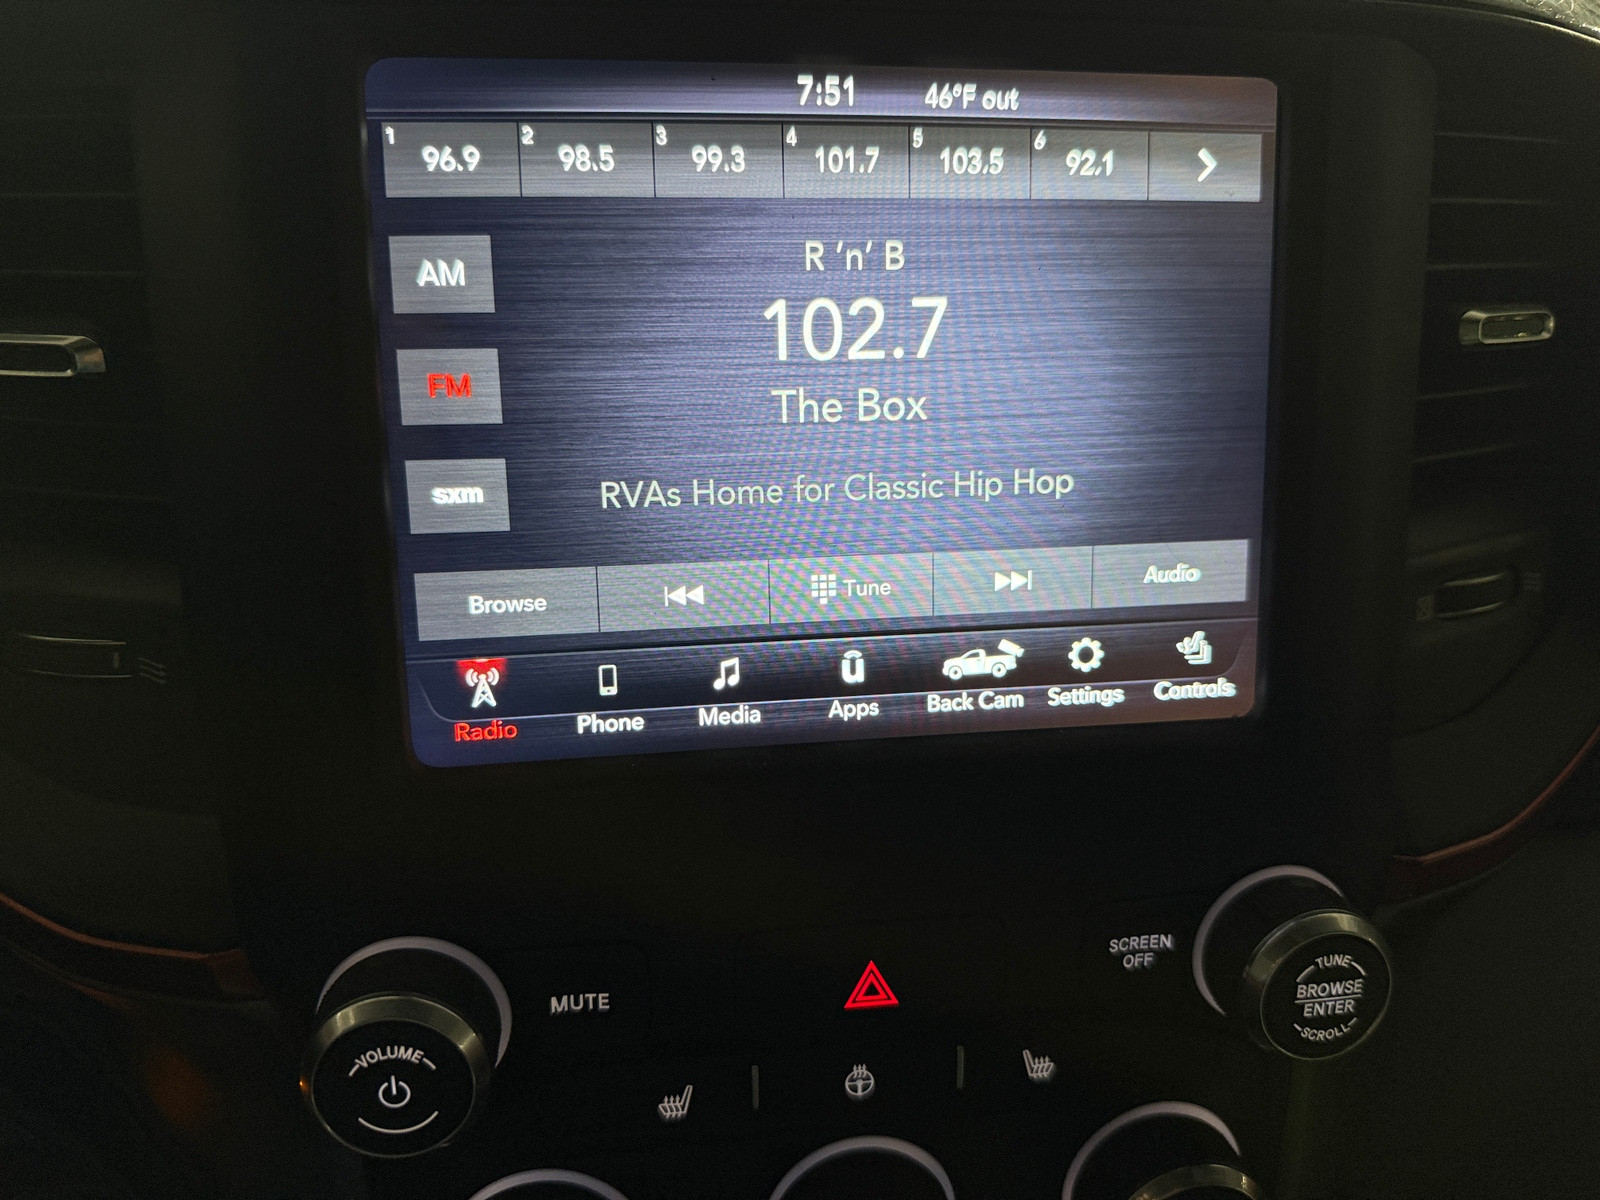 7:51 46°F out
1 96.9 2 98.5 3 99.3 4 101.7 5 103.5 6 92.1
R 'n' B
AM
102.7
FM
The Box
sxm
RVAs Home for Classic Hip Hop
Browse Tune Audio
Radio Phone Media Apps Back Cam Settings Controls
MUTE
SCREEN
OFF
TUNE
BROWSE
ENTER
SCROLL
VOLUME